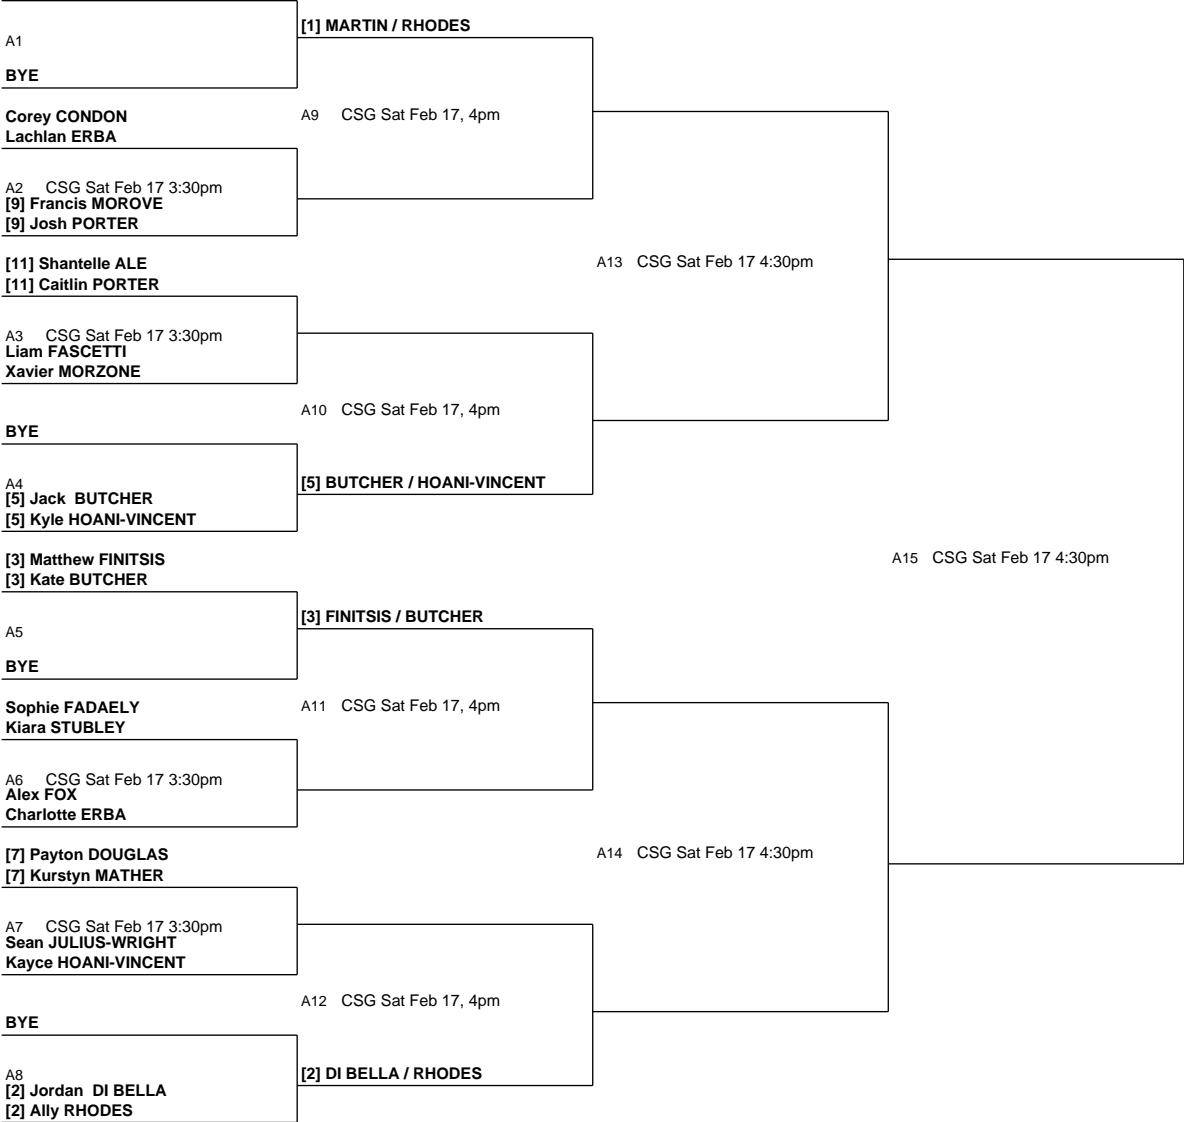 [1] MARTIN / RHODES
A1
BYE
Corey CONDON
Lachlan ERBA
A9 CSG Sat Feb 17, 4pm
A2 CSG Sat Feb 17 3:30pm
[9] Francis MOROVE
[9] Josh PORTER
[11] Shantelle ALE
[11] Caitlin PORTER
A13 CSG Sat Feb 17 4:30pm
A3 CSG Sat Feb 17 3:30pm
Liam FASCETTI
Xavier MORZONE
A10 CSG Sat Feb 17, 4pm
BYE
A4
[5] BUTCHER / HOANI-VINCENT
[5] Jack BUTCHER
[5] Kyle HOANI-VINCENT
[3] Matthew FINITSIS
[3] Kate BUTCHER
A15 CSG Sat Feb 17 4:30pm
[3] FINITSIS / BUTCHER
A5
BYE
Sophie FADAELY
Kiara STUBLEY
A11 CSG Sat Feb 17, 4pm
A6 CSG Sat Feb 17 3:30pm
Alex FOX
Charlotte ERBA
[7] Payton DOUGLAS
[7] Kurstyn MATHER
A14 CSG Sat Feb 17 4:30pm
A7 CSG Sat Feb 17 3:30pm
Sean JULIUS-WRIGHT
Kayce HOANI-VINCENT
A12 CSG Sat Feb 17, 4pm
BYE
A8
[2] DI BELLA / RHODES
[2] Jordan DI BELLA
[2] Ally RHODES